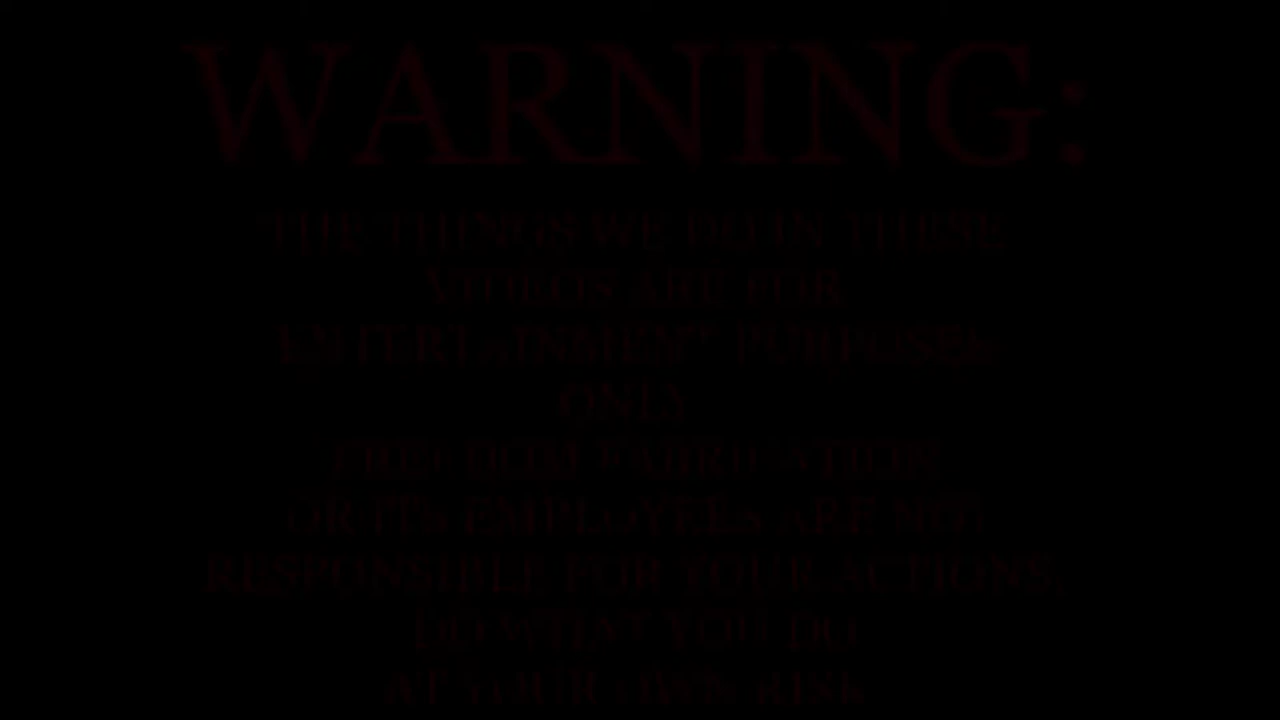 WARNING:
THE THINGS WE DO IN THESE
VIDEOS ARE FOR
ENTERTAINMENT PURPOSES
ONLY
FREEDOM FABRICATION
OR ITS EMPLOYEES ARE NOT
RESPONSIBLE FOR YOUR ACTIONS,
DO WHAT YOU DO
AT YOUR OWN RISK